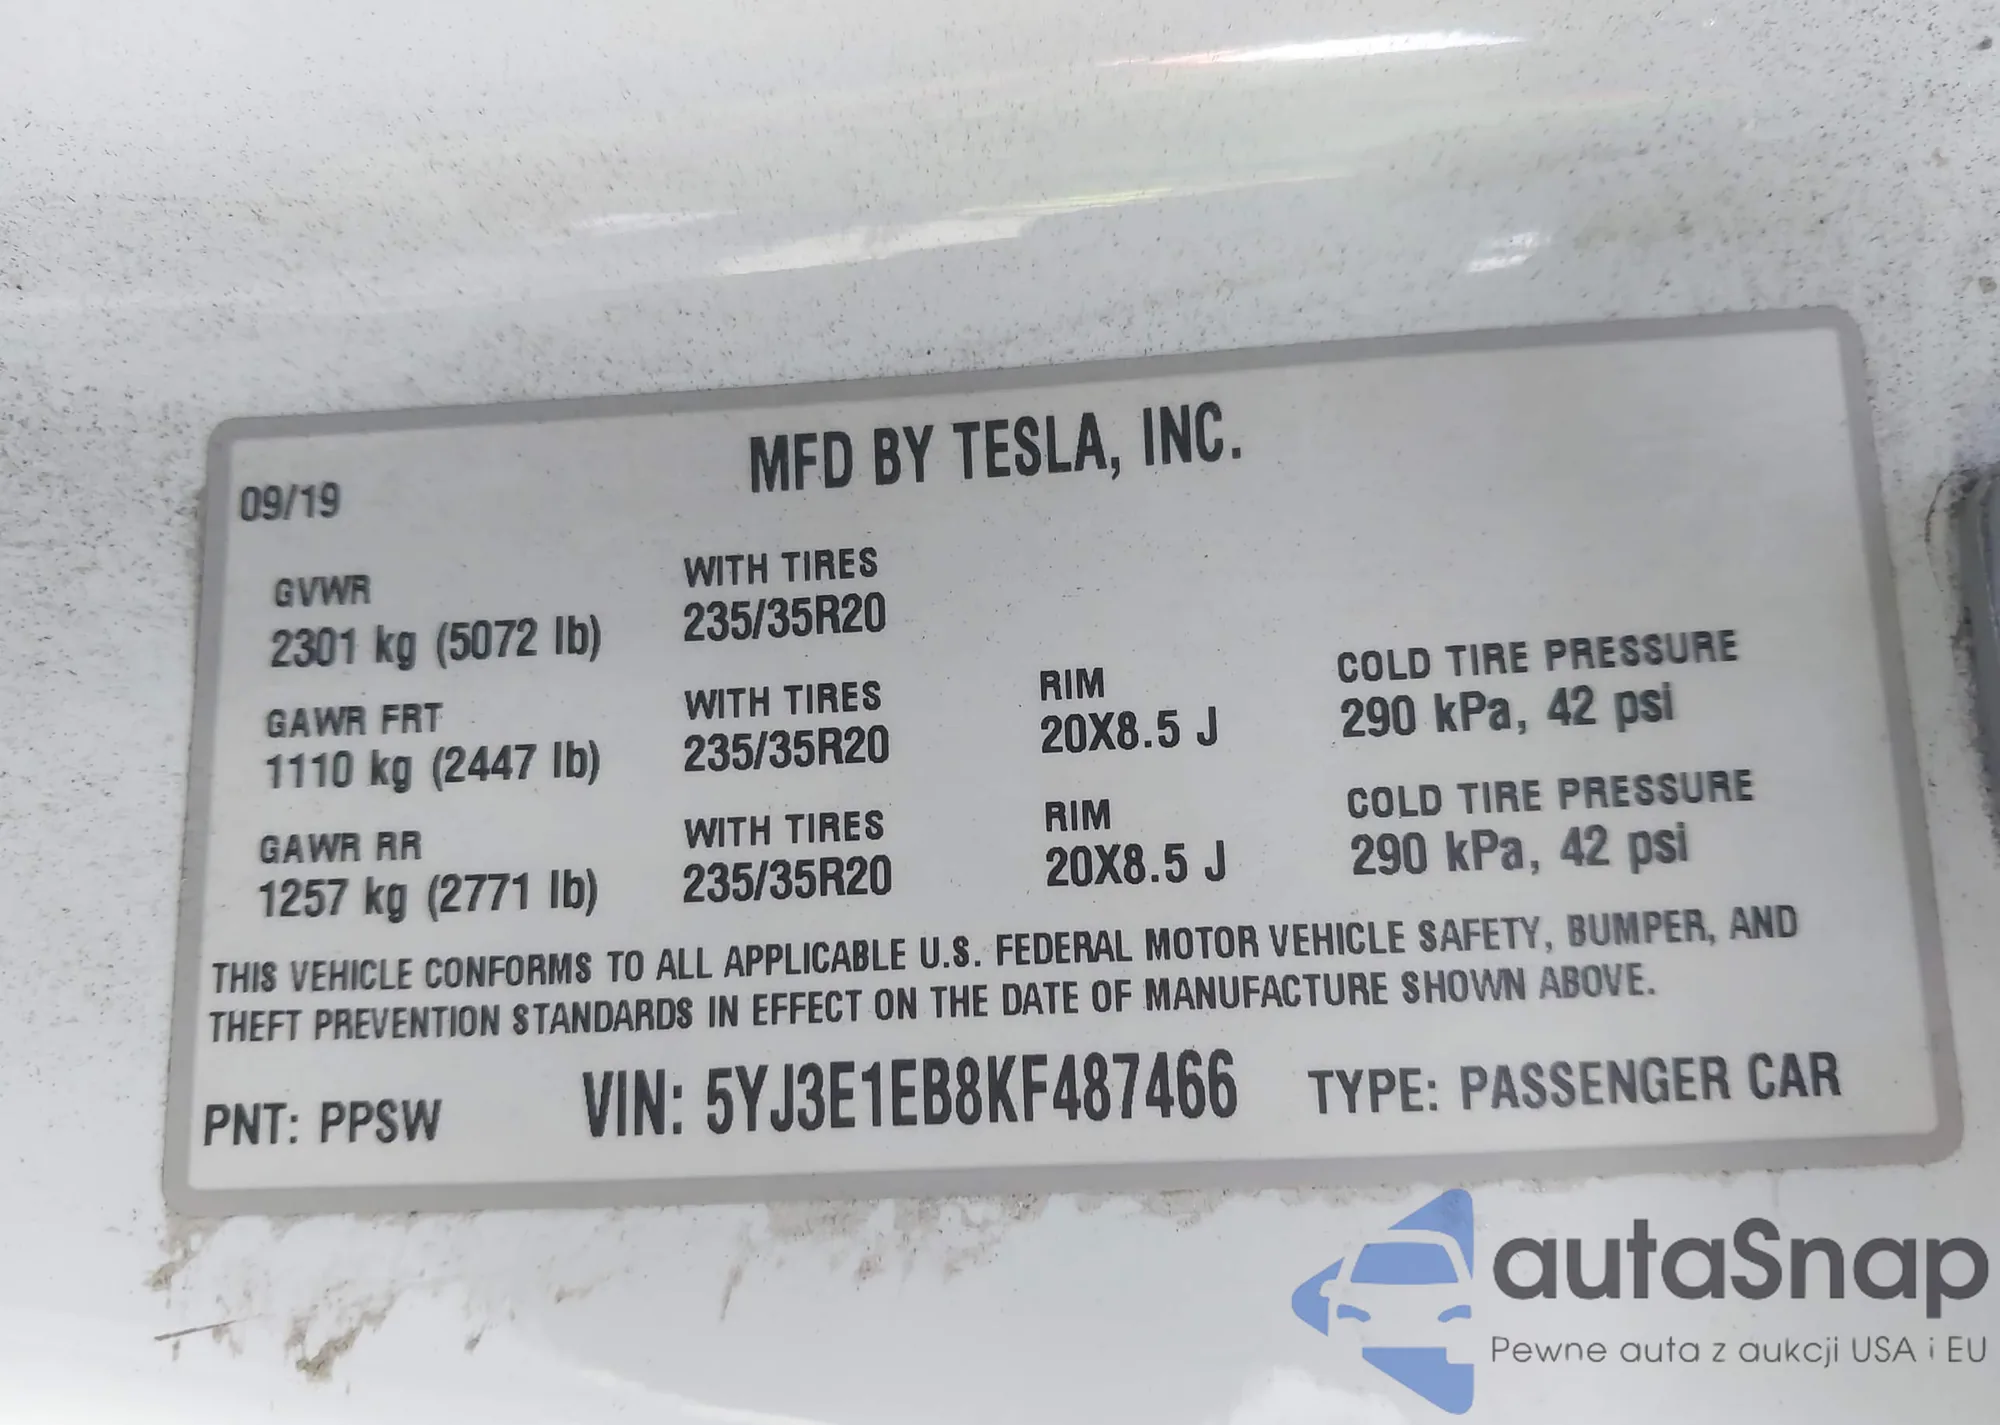 MFD BY TESLA, INC.
09/19
GVWR
2301 kg (5072 lb)
WITH TIRES
235/35R20
GAWR FRT
1110 kg (2447 lb)
WITH TIRES
235/35R20
RIM
20X8.5 J
COLD TIRE PRESSURE
290 kPa, 42 psi
GAWR RR
1257 kg (2771 lb)
WITH TIRES
235/35R20
RIM
20X8.5 J
COLD TIRE PRESSURE
290 kPa, 42 psi
THIS VEHICLE CONFORMS TO ALL APPLICABLE U.S. FEDERAL MOTOR VEHICLE SAFETY, BUMPER, AND
THEFT PREVENTION STANDARDS IN EFFECT ON THE DATE OF MANUFACTURE SHOWN ABOVE.
PNT: PPSW
VIN: 5YJ3E1EB8KF487466
TYPE: PASSENGER CAR
autaSnap
Pewne auta z aukcji USA i EU